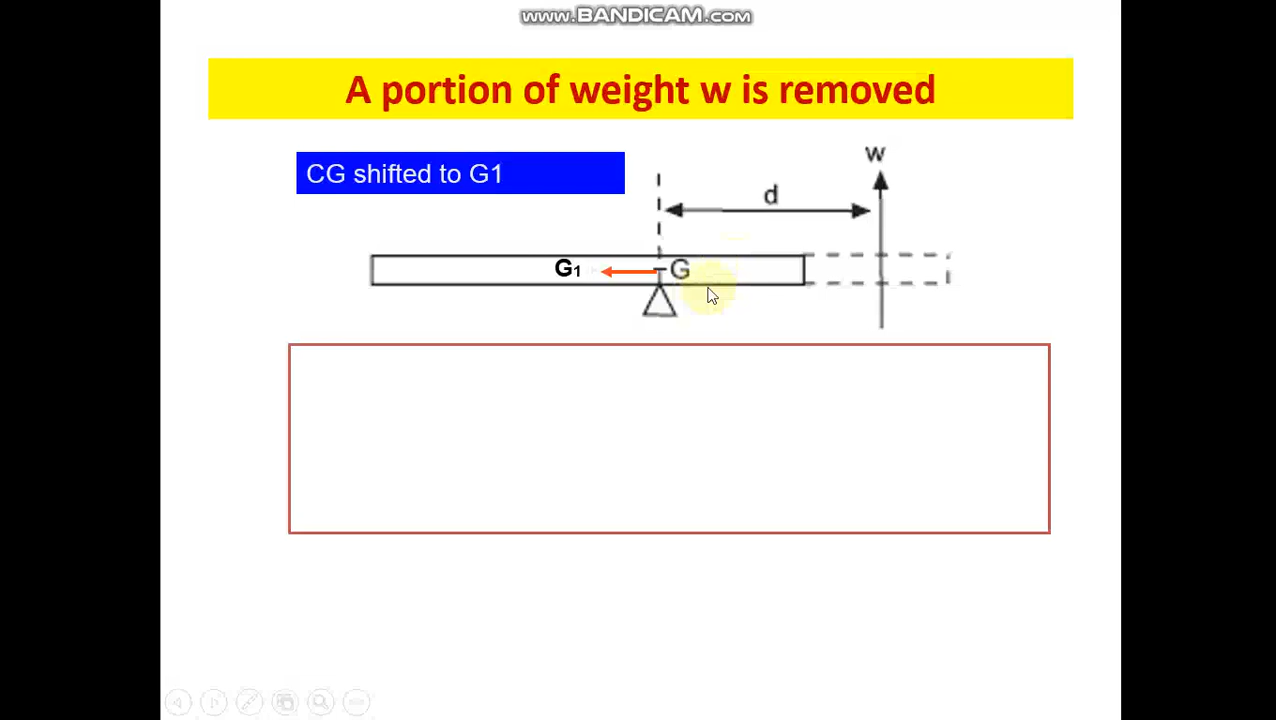 www.BANDICAM.com
A portion of weight w is removed
CG shifted to G1
w
d
G1
G